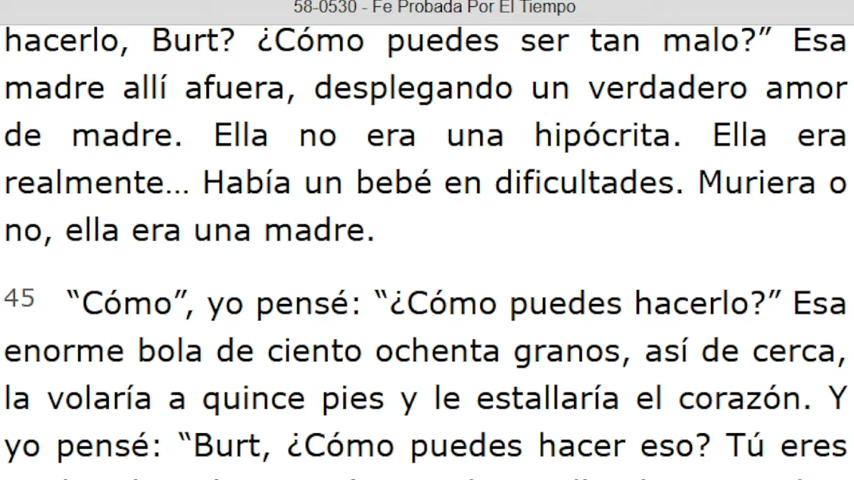 58-0530 - Fe Probada Por El Tiempo
hacerlo, Burt? ¿Cómo puedes ser tan malo?” Esa
madre allí afuera, desplegando un verdadero amor
de madre. Ella no era una hipócrita. Ella era
realmente... Había un bebé en dificultades. Muriera o
no, ella era una madre.
45 “Cómo”, yo pensé: “¿Cómo puedes hacerlo?” Esa
enorme bola de ciento ochenta granos, así de cerca,
la volaría a quince pies y le estallaría el corazón. Y
yo pensé: “Burt, ¿Cómo puedes hacer eso? Tú eres